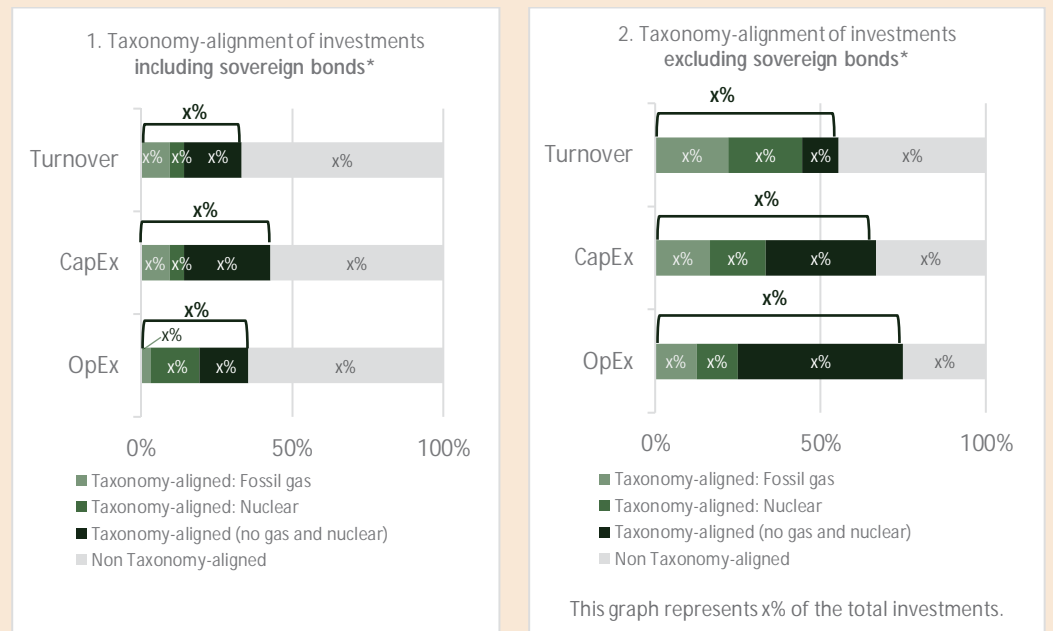 1. Taxonomy-alignment of investments
including sovereign bonds*
x%
Turnover
x% x% x% x%
x%
CapEx
x% x% x% x%
x%
x%
OpEx
x% x% x%
0% 50% 100%
Taxonomy-aligned: Fossil gas
Taxonomy-aligned: Nuclear
Taxonomy-aligned (no gas and nuclear)
Non Taxonomy-aligned
2. Taxonomy-alignment of investments
excluding sovereign bonds*
x%
Turnover
x% x% x% x%
x%
CapEx
x% x% x% x%
x%
OpEx
x% x% x% x%
0% 50% 100%
Taxonomy-aligned: Fossil gas
Taxonomy-aligned: Nuclear
Taxonomy-aligned (no gas and nuclear)
Non Taxonomy-aligned
This graph represents x% of the total investments.